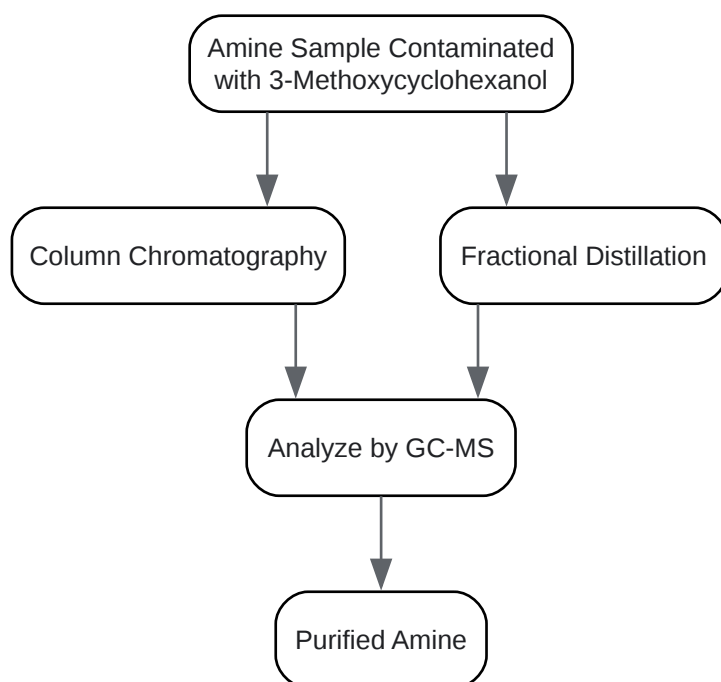 Amine Sample Contaminated
with 3-Methoxycyclohexanol
Column Chromatography
Fractional Distillation
Analyze by GC-MS
Purified Amine